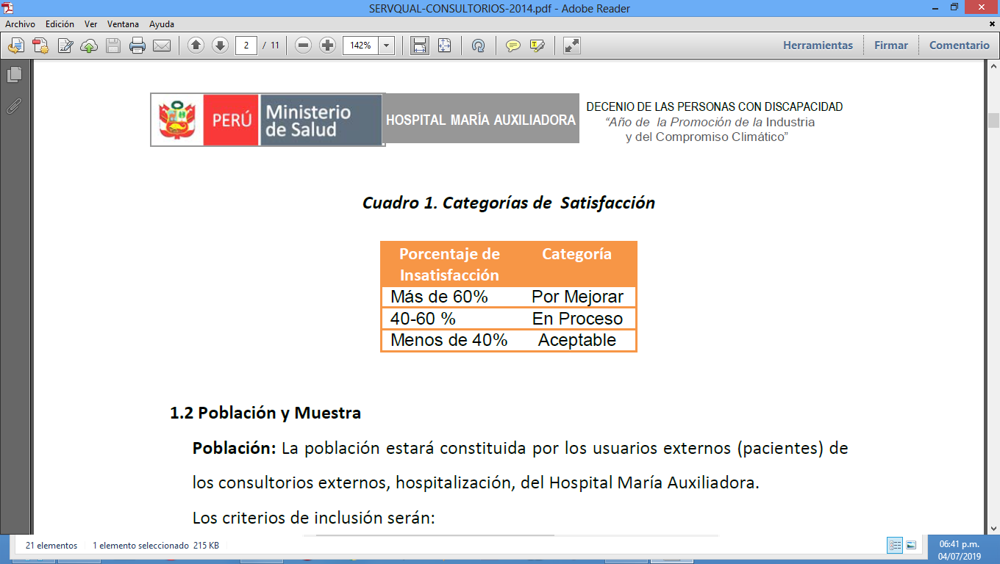 SERVQUAL-CONSULTORIOS-2014.pdf - Adobe Reader
Archivo Edición Ver Ventana Ayuda
2 / 11 142% Herramientas Firmar Comentario
PERÚ
Ministerio
de Salud
HOSPITAL MARÍA AUXILIADORA
DECENIO DE LAS PERSONAS CON DISCAPACIDAD
“Año de la Promoción de la Industria
y del Compromiso Climático”
Cuadro 1. Categorías de Satisfacción
Porcentaje de Categoría
Insatisfacción
Más de 60% Por Mejorar
40-60 % En Proceso
Menos de 40% Aceptable
1.2 Población y Muestra
Población: La población estará constituida por los usuarios externos (pacientes) de
los consultorios externos, hospitalización, del Hospital María Auxiliadora.
Los criterios de inclusión serán:
21 elementos 1 elemento seleccionado 215 KB
06:41 p.m.
04/07/2019